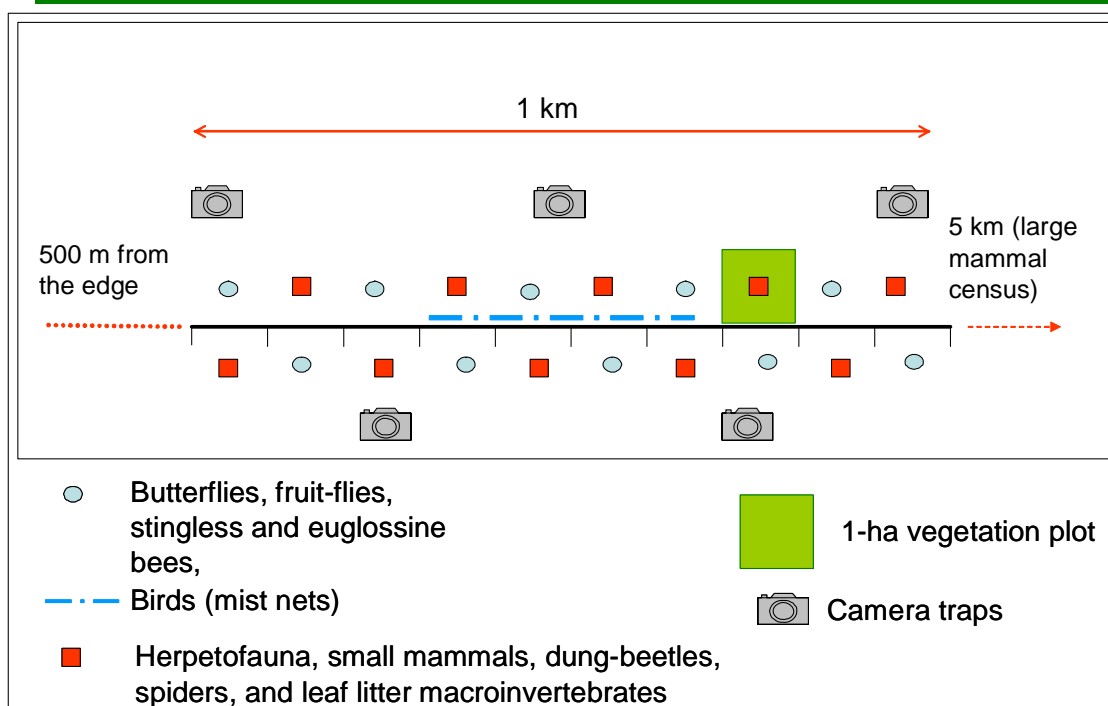 1 km
500 m from
the edge
5 km (large
mammal
census)
Butterflies, fruit-flies,
stingless and euglossine
bees,
Birds (mist nets)
Herpetofauna, small mammals, dung-beetles,
spiders, and leaf litter macroinvertebrates
1-ha vegetation plot
Camera traps